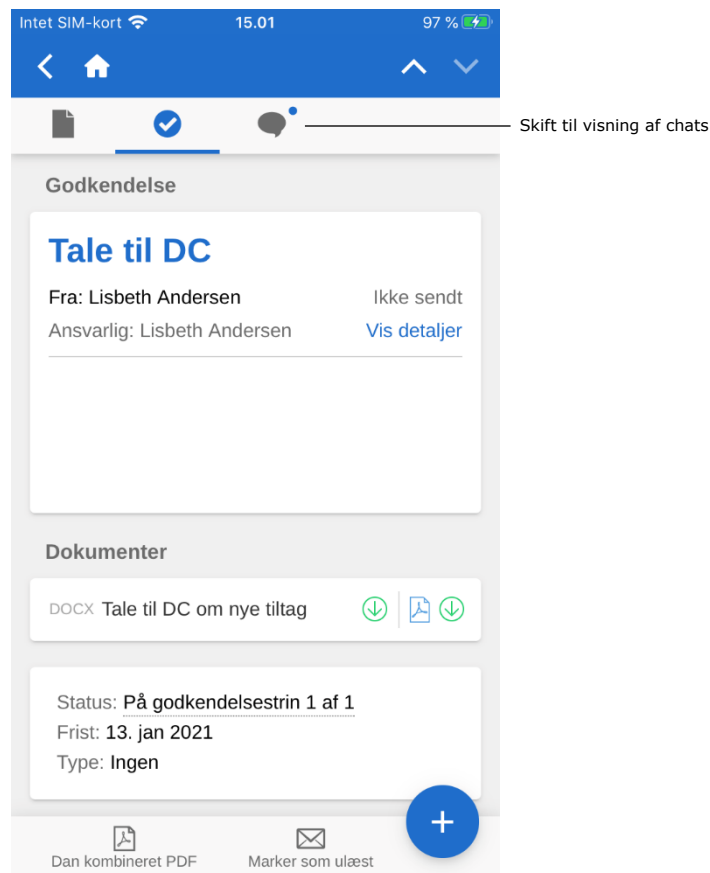 Intet SIM-kort 15.01 97 %
Skift til visning af chats
Godkendelse
Tale til DC
Fra: Lisbeth Andersen Ikke sendt
Ansvarlig: Lisbeth Andersen Vis detaljer
Dokumenter
DOCX Tale til DC om nye tiltag
Status: På godkendelsestrin 1 af 1
Frist: 13. jan 2021
Type: Ingen
Dan kombineret PDF Marker som ulæst